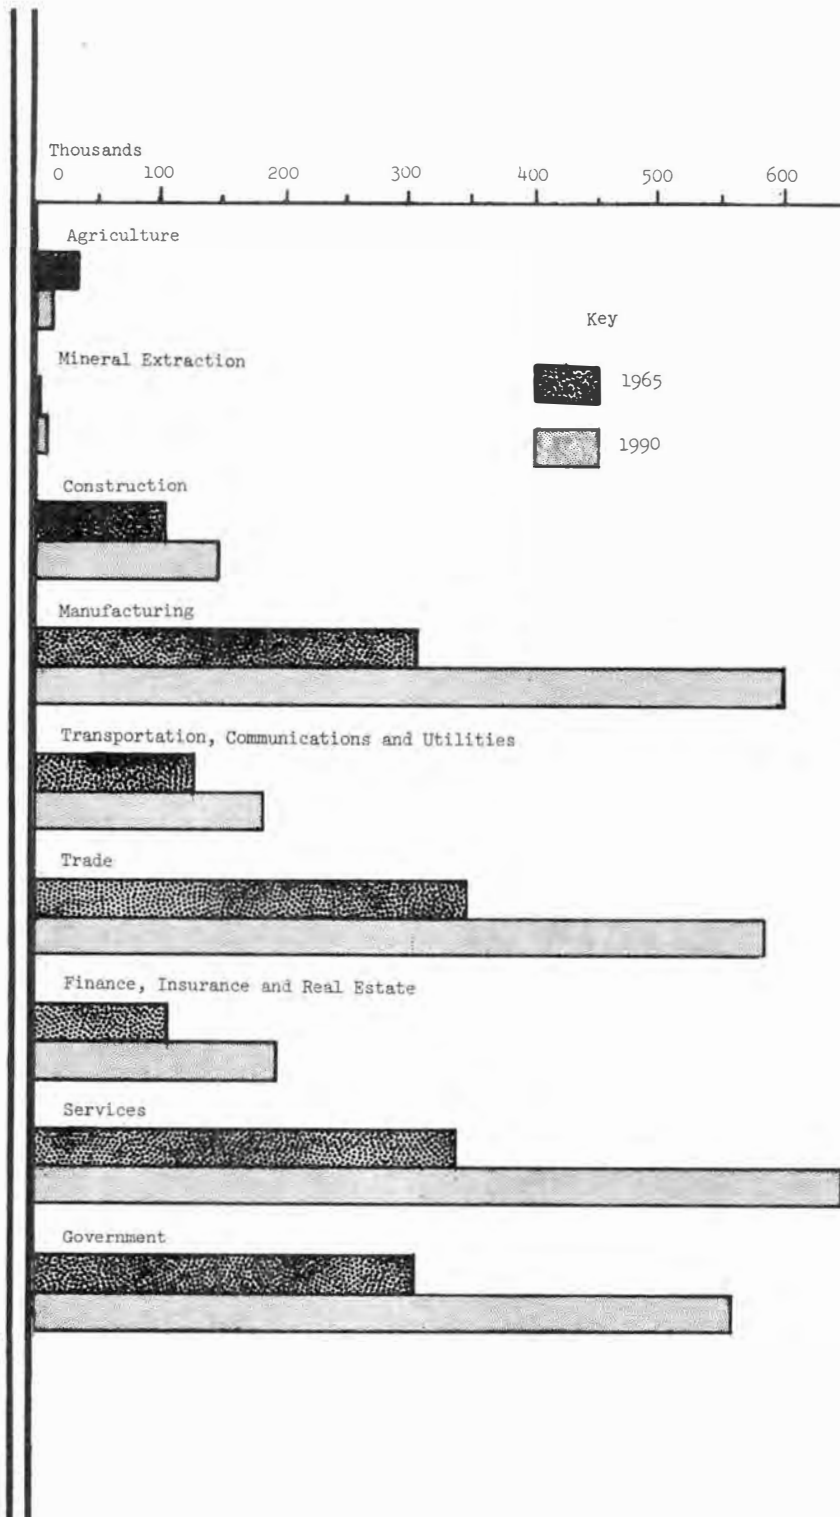 Thousands
0 100 200 300 400 500 600
Agriculture
Key
Mineral Extraction
1965
1990
Construction
Manufacturing
Transportation, Communications and Utilities
Trade
Finance, Insurance and Real Estate
Services
Government